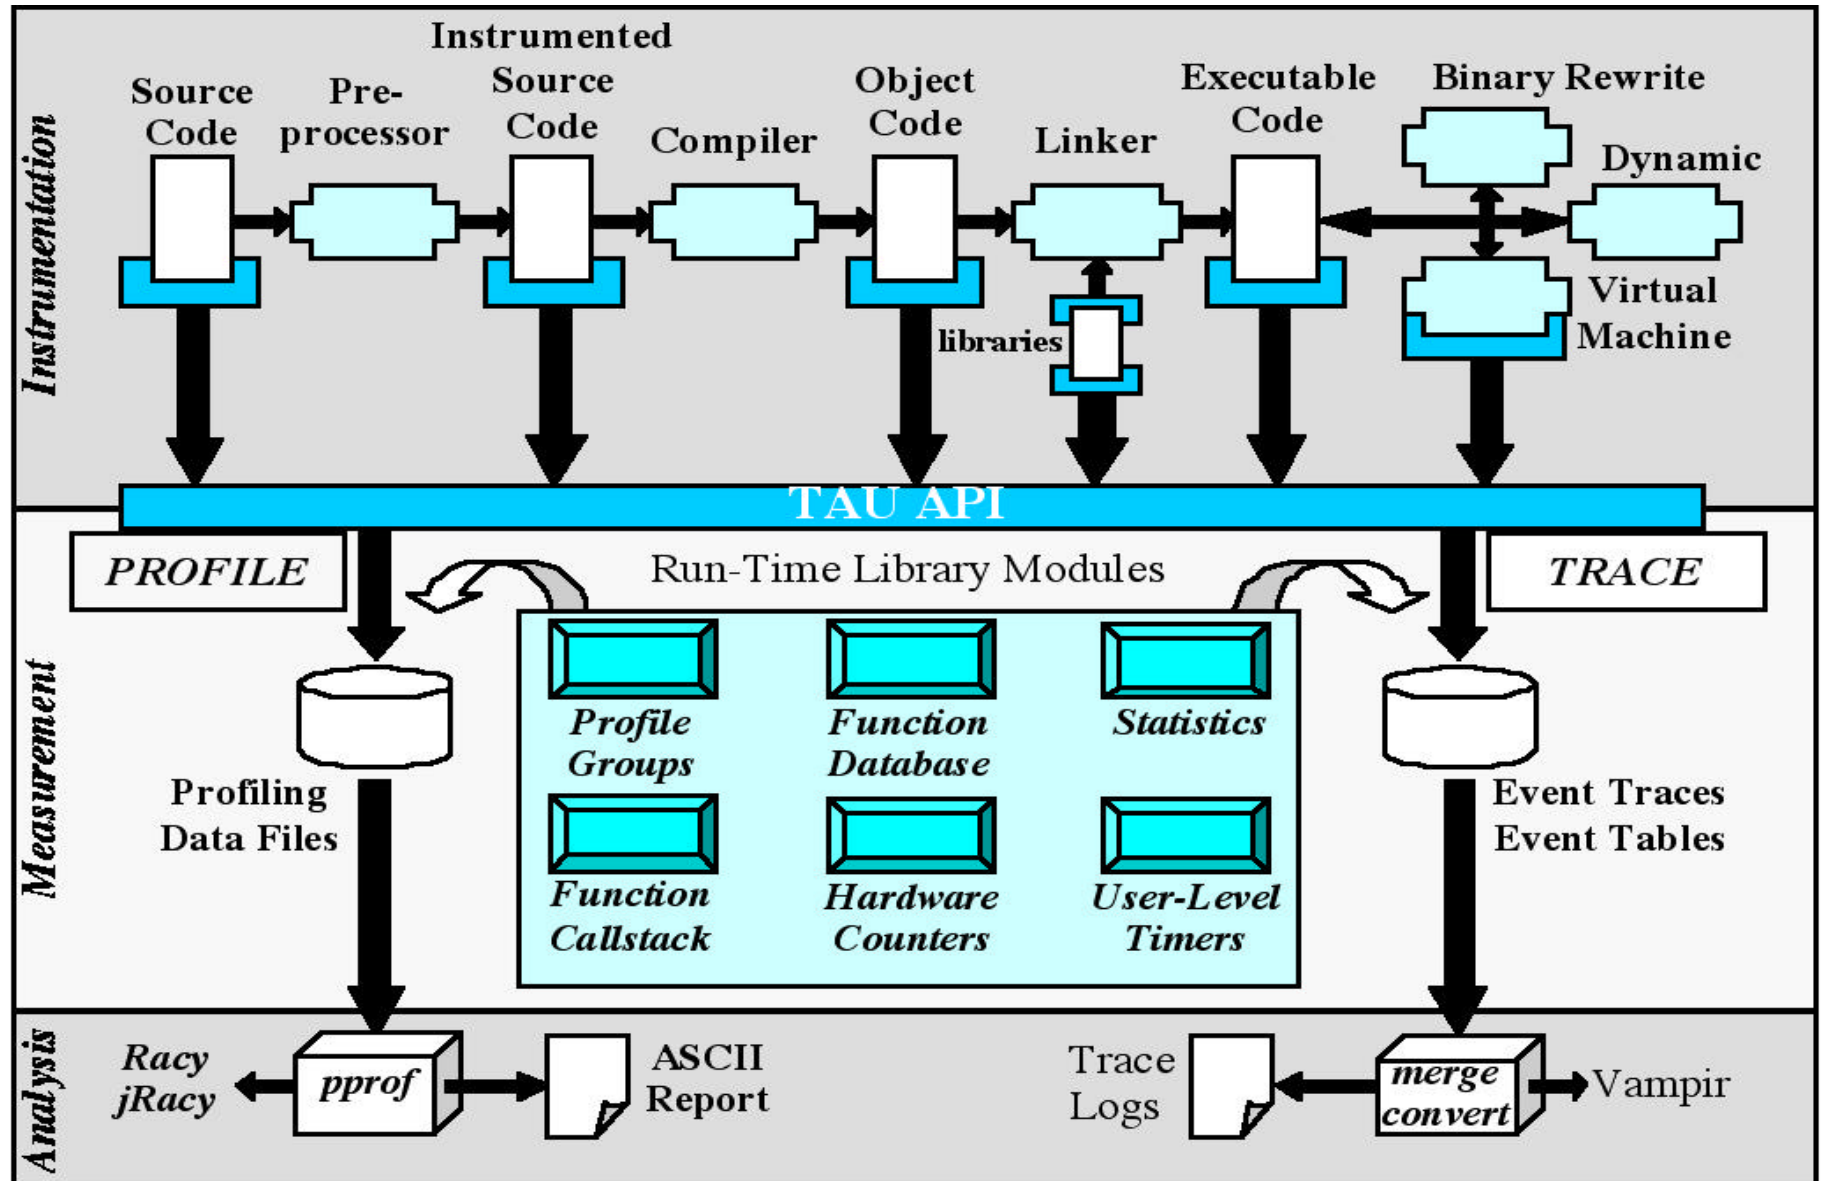 Instrumentation
Source
Code
Pre-
processor
Instrumented
Source
Code
Compiler
Object
Code
Linker
Executable
Code
Binary Rewrite
Dynamic
libraries
Virtual
Machine
TAU API
Measurement
PROFILE
Run-Time Library Modules
TRACE
Profile
Groups
Function
Database
Statistics
Function
Callstack
Hardware
Counters
User-Level
Timers
Profiling
Data Files
Event Traces
Event Tables
Analysis
Racy
jRacy
pprof
ASCII
Report
Trace
Logs
merge
convert
Vampir